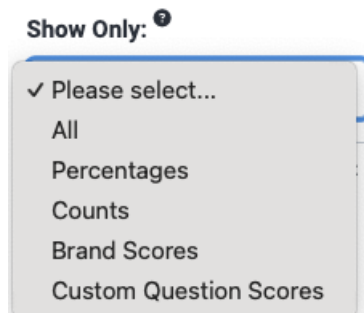 Show Only: ?
✓ Please select...
All
Percentages
Counts
Brand Scores
Custom Question Scores